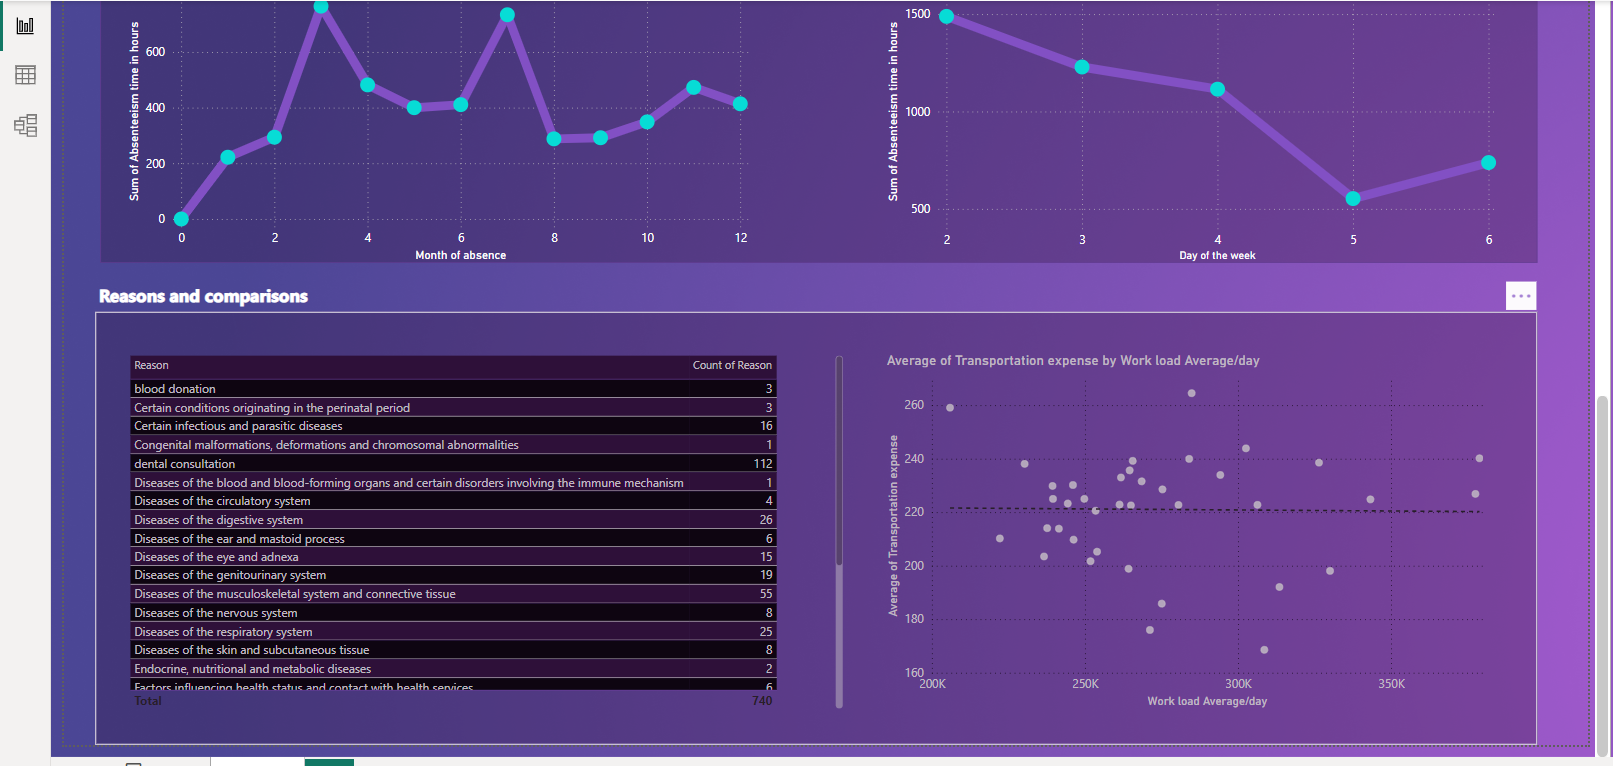 Sum of Absenteeism time in hours
600
400
200
0
0 2 4 6 8 10 12
Month of absence
Sum of Absenteeism time in hours
1500
1000
500
2 3 4 5 6
Day of the week
Reasons and comparisons
Reason Count of Reason
blood donation 3
Certain conditions originating in the perinatal period 3
Certain infectious and parasitic diseases 16
Congenital malformations, deformations and chromosomal abnormalities 1
dental consultation 112
Diseases of the blood and blood-forming organs and certain disorders involving the immune mechanism 1
Diseases of the circulatory system 4
Diseases of the digestive system 26
Diseases of the ear and mastoid process 6
Diseases of the eye and adnexa 15
Diseases of the genitourinary system 19
Diseases of the musculoskeletal system and connective tissue 55
Diseases of the nervous system 8
Diseases of the respiratory system 25
Diseases of the skin and subcutaneous tissue 8
Endocrine, nutritional and metabolic diseases 2
Factors influencing health status and contact with health services 6
Total 740
Average of Transportation expense by Work load Average/day
Average of Transportation expense
260
240
220
200
180
160
200K 250K 300K 350K
Work load Average/day